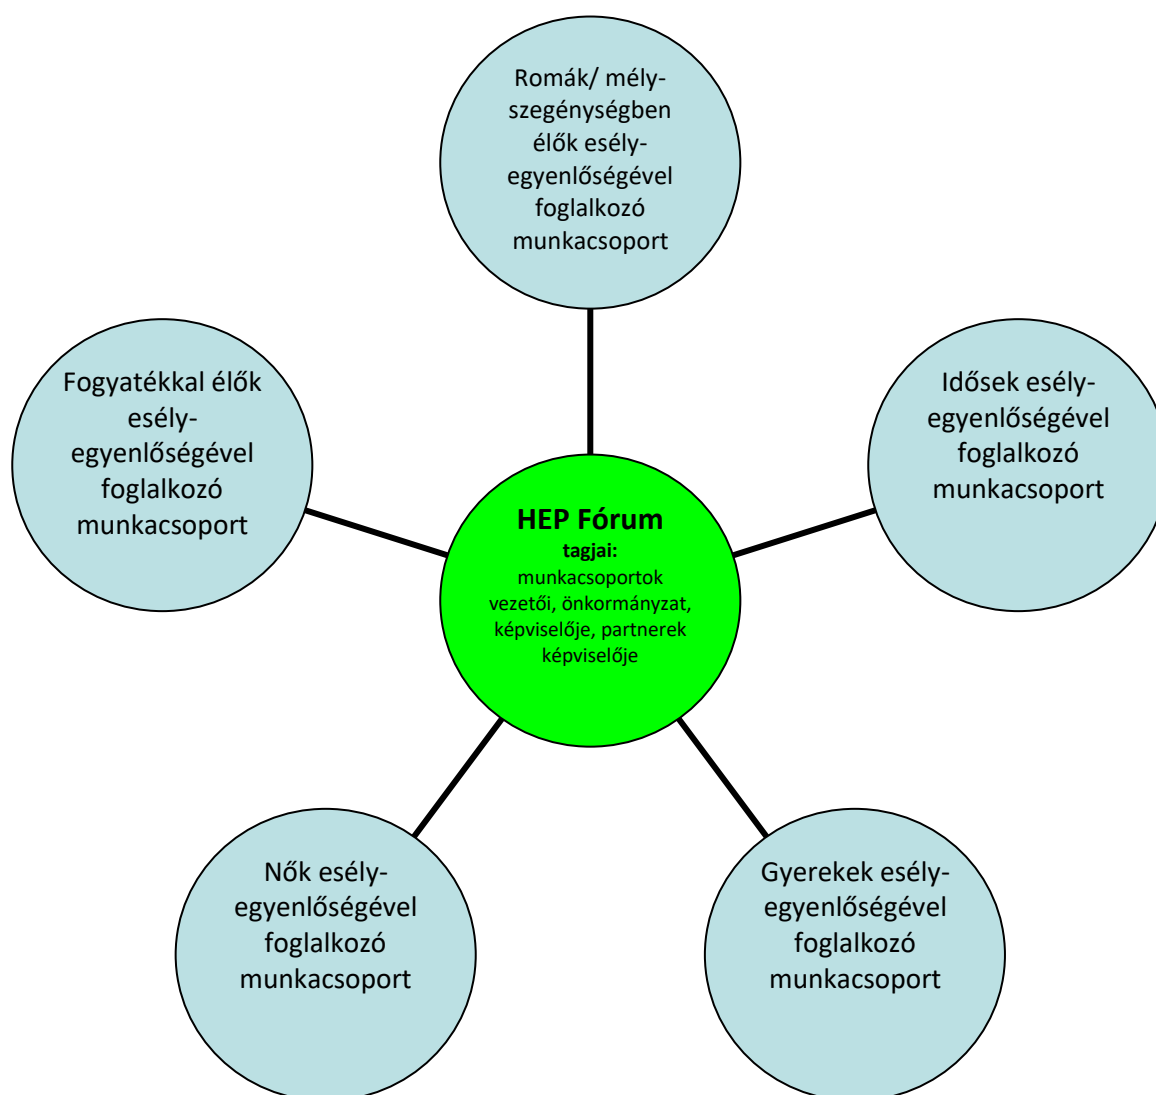 Romák/ mély-
szegénységben
élők esély-
egyenlőségével
foglalkozó
munkacsoport
Fogyatékkal élők
esély-
egyenlőségével
foglalkozó
munkacsoport
Idősek esély-
egyenlőségével
foglalkozó
munkacsoport
HEP Fórum
tagjai:
munkacsoportok
vezetői, önkormányzat,
képviselője, partnerek
képviselője
Nők esély-
egyenlőségével
foglalkozó
munkacsoport
Gyerekek esély-
egyenlőségével
foglalkozó
munkacsoport